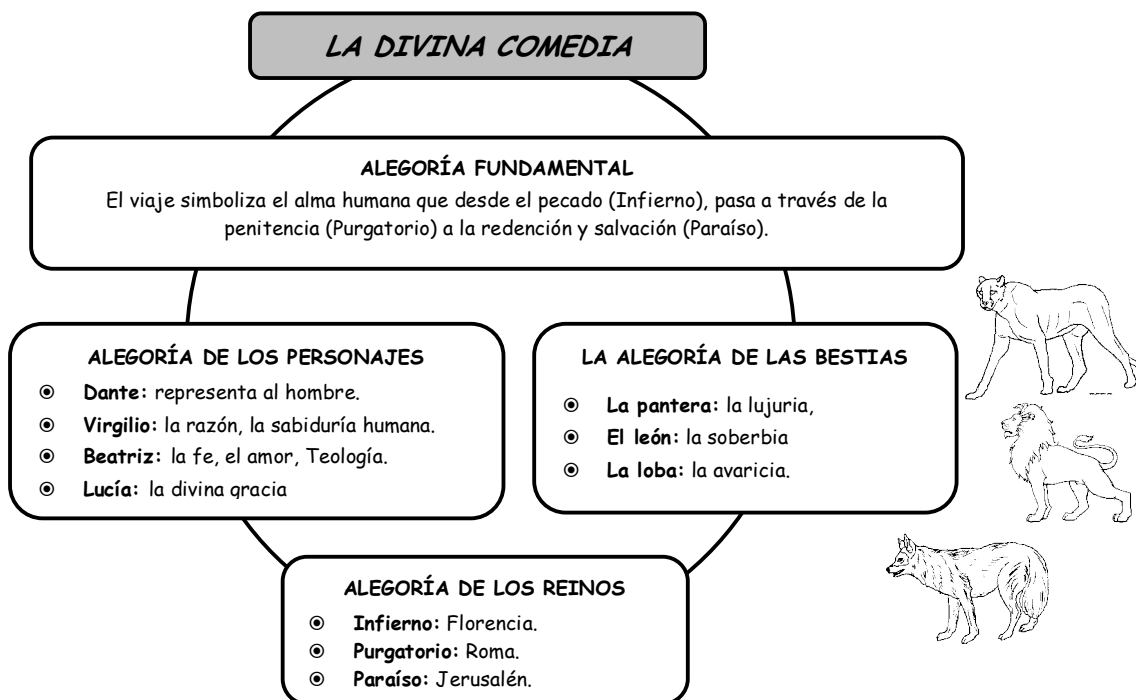 LA DIVINA COMEDIA
ALEGORÍA FUNDAMENTAL
El viaje simboliza el alma humana que desde el pecado (Infierno), pasa a través de la
penitencia (Purgatorio) a la redención y salvación (Paraíso).
ALEGORÍA DE LOS PERSONAJES
Dante: representa al hombre.
Virgilio: la razón, la sabiduría humana.
Beatriz: la fe, el amor, Teología.
Lucía: la divina gracia
LA ALEGORÍA DE LAS BESTIAS
La pantera: la lujuria,
El león: la soberbia
La loba: la avaricia.
ALEGORÍA DE LOS REINOS
Infierno: Florencia.
Purgatorio: Roma.
Paraíso: Jerusalén.